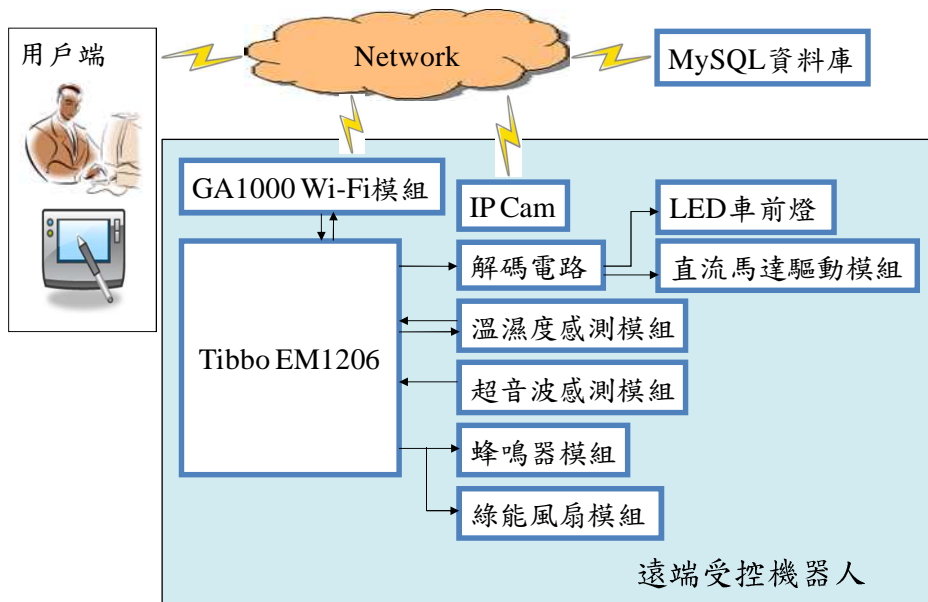 用戶端
Network
MySQL資料庫
GA1000 Wi-Fi模組
IP Cam
LED車前燈
解碼電路
直流馬達驅動模組
溫濕度感測模組
Tibbo EM1206
超音波感測模組
蜂鳴器模組
綠能風扇模組
遠端受控機器人